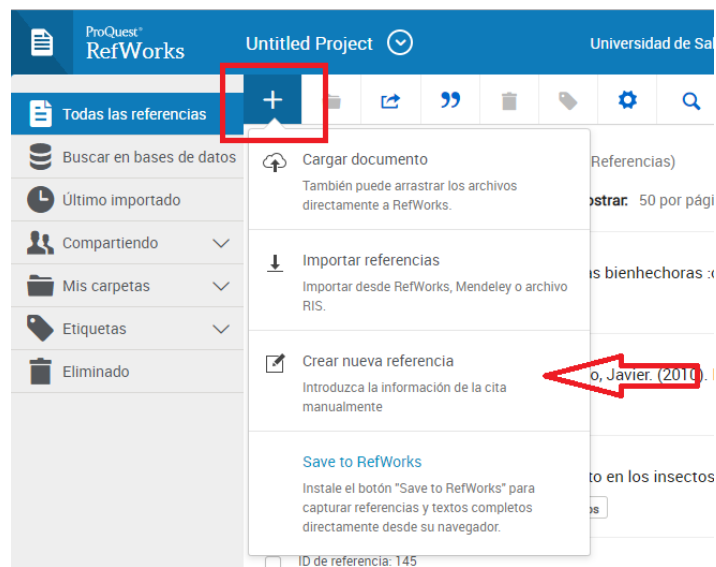 ProQuest®
RefWorks
Untitled Project
Universidad de Sal
Todas las referencias
Buscar en bases de datos
Último importado
Compartiendo
Mis carpetas
Etiquetas
Eliminado
Cargar documento
También puede arrastrar los archivos
directamente a RefWorks.
Importar referencias
Importar desde RefWorks, Mendeley o archivo
RIS.
Crear nueva referencia
Introduzca la información de la cita
manualmente
Save to RefWorks
Instale el botón "Save to RefWorks" para
capturar referencias y textos completos
directamente desde su navegador.
Referencias)
ostrar: 50 por pági
as bienhechoras :
o, Javier. (2010).
to en los insectos
os
ID de referencia: 145